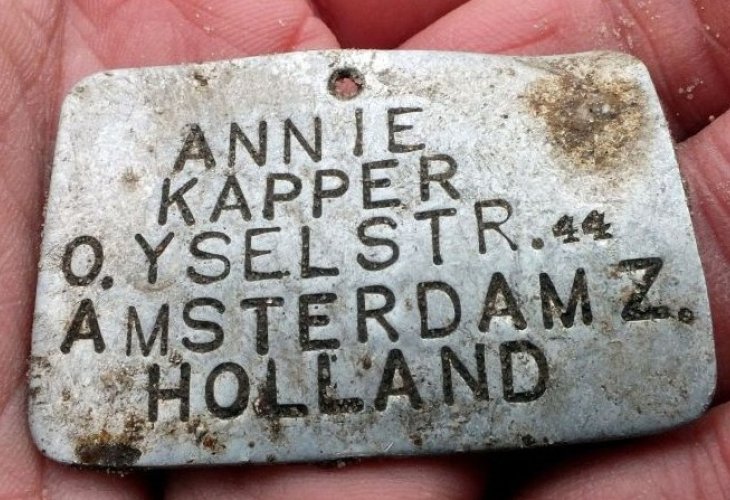 ANNIE
KAPPER
O. YSELSTR. 44
AMSTERDAM Z.
HOLLAND